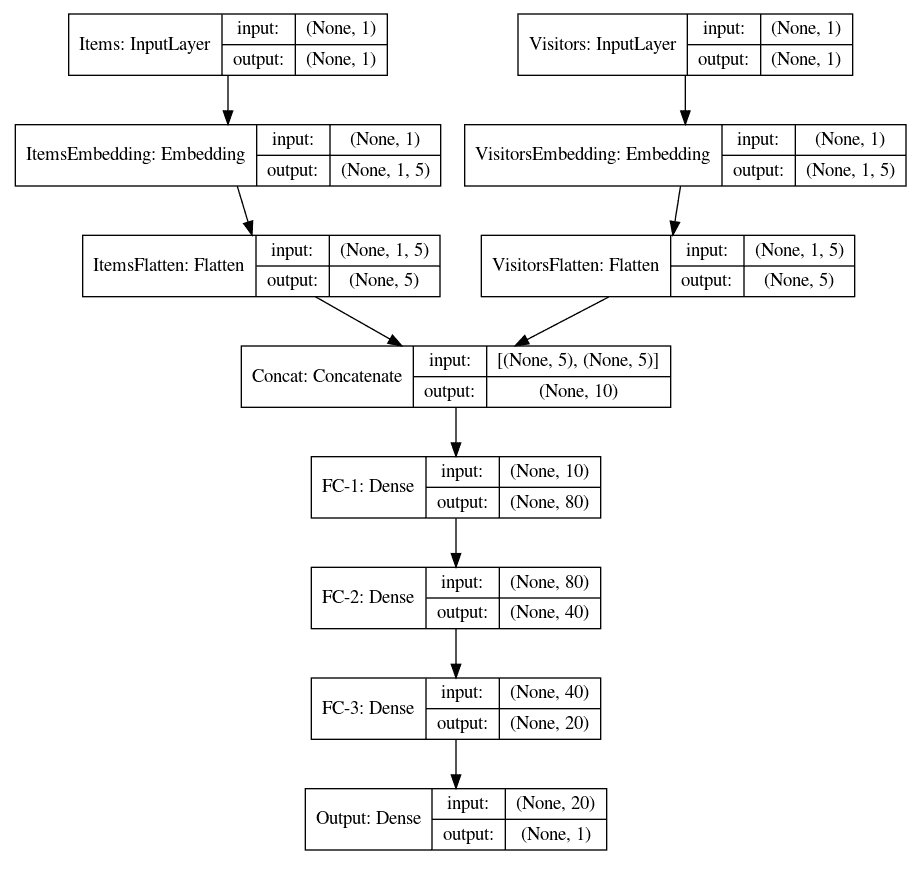 Items: InputLayer
input:
(None, 1)
output:
(None, 1)
Visitors: InputLayer
input:
(None, 1)
output:
(None, 1)
ItemsEmbedding: Embedding
input:
(None, 1)
output:
(None, 1, 5)
VisitorsEmbedding: Embedding
input:
(None, 1)
output:
(None, 1, 5)
ItemsFlatten: Flatten
input:
(None, 1, 5)
output:
(None, 5)
VisitorsFlatten: Flatten
input:
(None, 1, 5)
output:
(None, 5)
Concat: Concatenate
input:
[(None, 5), (None, 5)]
output:
(None, 10)
FC-1: Dense
input:
(None, 10)
output:
(None, 80)
FC-2: Dense
input:
(None, 80)
output:
(None, 40)
FC-3: Dense
input:
(None, 40)
output:
(None, 20)
Output: Dense
input:
(None, 20)
output:
(None, 1)